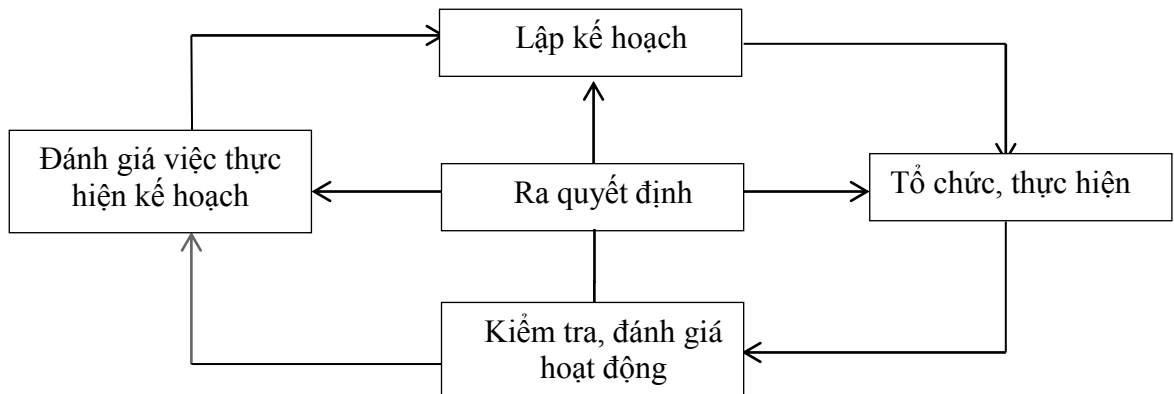 Lập kế hoạch
Đánh giá việc thực
hiện kế hoạch
Ra quyết định
Tổ chức, thực hiện
Kiểm tra, đánh giá
hoạt động